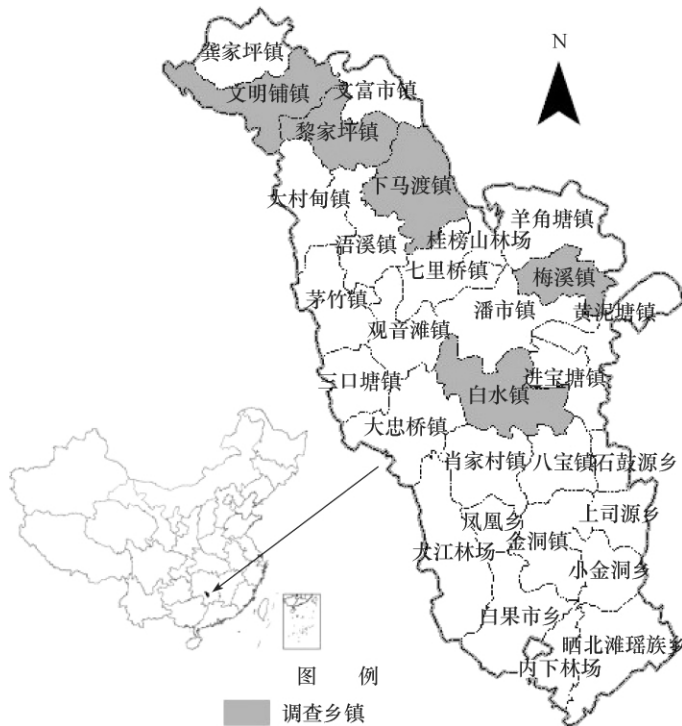 龚家坪镇
N
文明铺镇
文富市镇
黎家坪镇
下马渡镇
大村甸镇
羊角塘镇
浯溪镇
桂榜山林场
七里桥镇
梅溪镇
茅竹镇
潘市镇
黄泥塘镇
观音滩镇
三口塘镇
进宝塘镇
白水镇
大忠桥镇
肖家村镇
八宝镇
石鼓源乡
凤凰乡
上司源乡
大江林场
金洞镇
小金洞乡
白果市乡
晒北滩瑶族乡
内下林场
图 例
调查乡镇